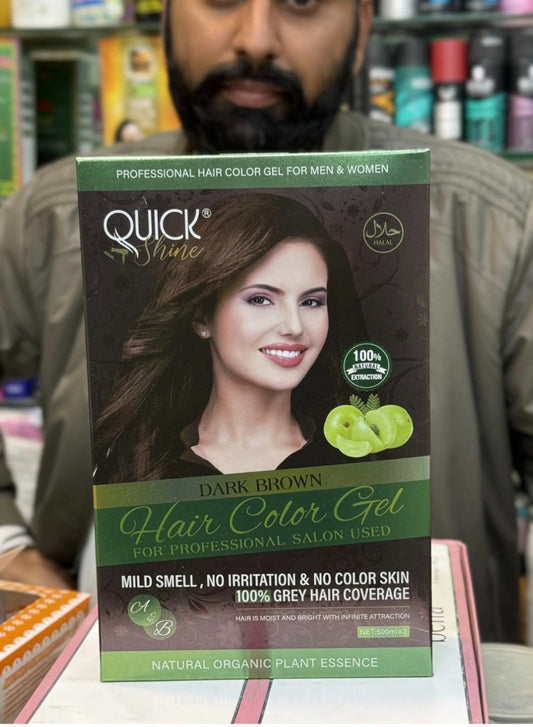 PROFESSIONAL HAIR COLOR GEL FOR MEN & WOMEN
QUICK®
Shine
حلال
HALAL
100%
NATURAL
EXTRACTION
DARK BROWN
Hair Color Gel
FOR PROFESSIONAL SALON USED
MILD SMELL , NO IRRITATION & NO COLOR SKIN
100% GREY HAIR COVERAGE
A&B
HAIR IS MOIST AND BRIGHT WITH INFINITE ATTRACTION
NET:500ml×2
NATURAL ORGANIC PLANT ESSENCE